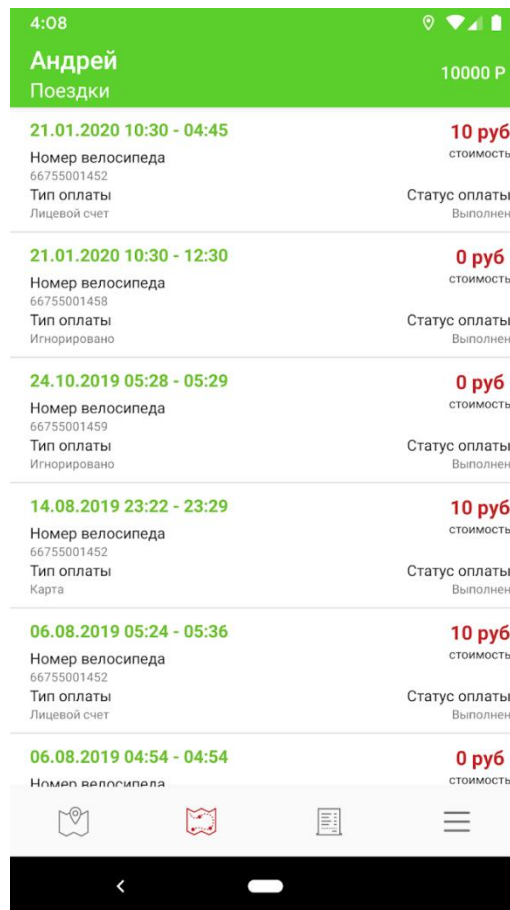 4:08
Андрей
10000 Р
Поездки
21.01.2020 10:30 - 04:45
10 руб
Номер велосипеда
стоимость
66755001452
Тип оплаты
Статус оплаты
Лицевой счет
Выполнен
21.01.2020 10:30 - 12:30
0 руб
Номер велосипеда
стоимость
66755001458
Тип оплаты
Статус оплаты
Игнорировано
Выполнен
24.10.2019 05:28 - 05:29
0 руб
Номер велосипеда
стоимость
66755001459
Тип оплаты
Статус оплаты
Игнорировано
Выполнен
14.08.2019 23:22 - 23:29
10 руб
Номер велосипеда
стоимость
66755001452
Тип оплаты
Статус оплаты
Карта
Выполнен
06.08.2019 05:24 - 05:36
10 руб
Номер велосипеда
стоимость
66755001452
Тип оплаты
Статус оплаты
Лицевой счет
Выполнен
06.08.2019 04:54 - 04:54
0 руб
Номер велосипеда
стоимость